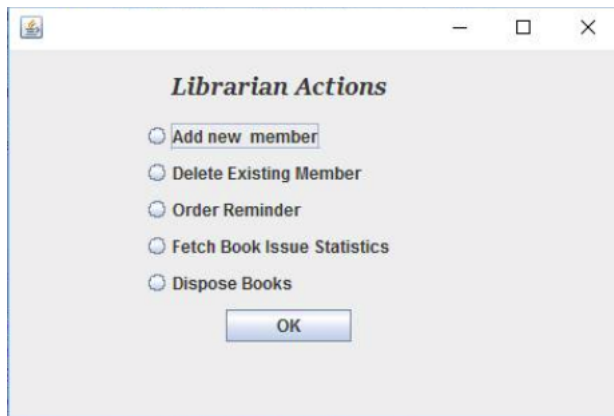 Librarian Actions
Add new  member
Delete Existing Member
Order Reminder
Fetch Book Issue Statistics
Dispose Books
OK